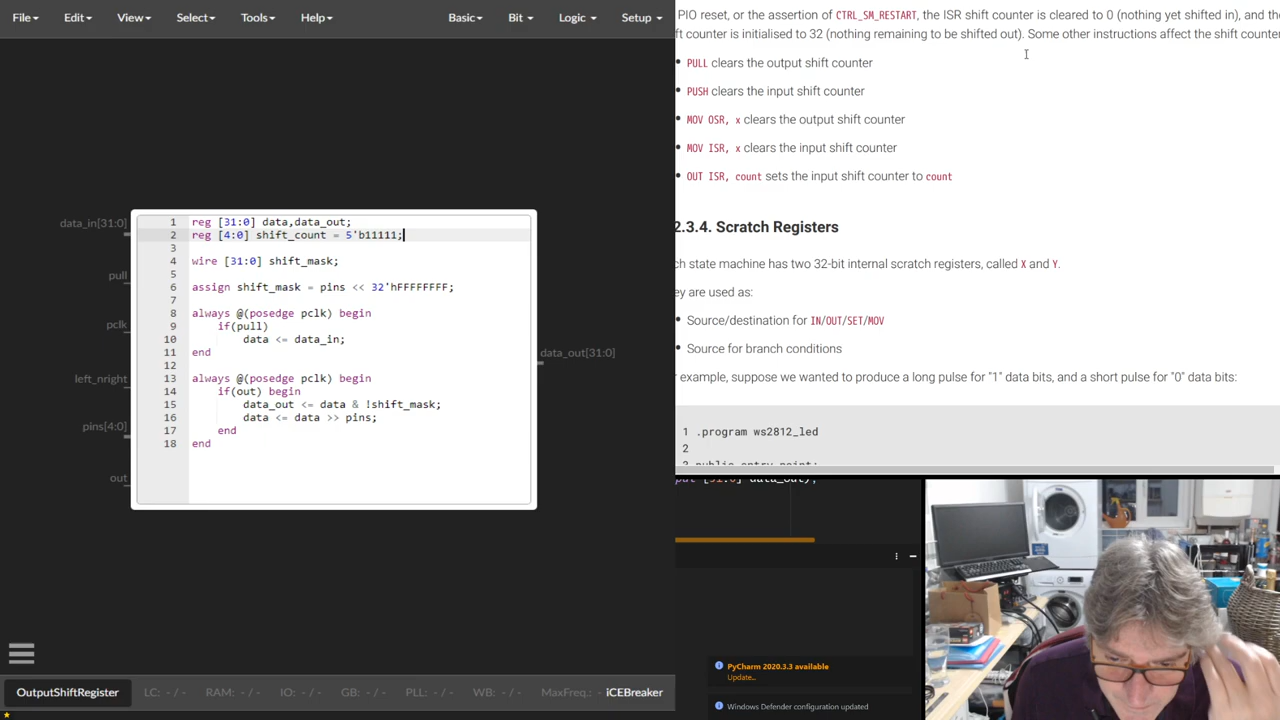 File Edit View Select Tools Help Basic Bit Logic Setup
data_in[31:0]
pull
pclk
left_nright
pins[4:0]
out
data_out[31:0]
1 reg [31:0] data,data_out;
2 reg [4:0] shift_count = 5'b11111;
3
4 wire [31:0] shift_mask;
5
6 assign shift_mask = pins << 32'hFFFFFFFF;
7
8 always @(posedge pclk) begin
9 if(pull)
10 data <= data_in;
11 end
12
13 always @(posedge pclk) begin
14 if(out) begin
15 data_out <= data & !shift_mask;
16 data <= data >> pins;
17 end
18 end
OutputShiftRegister LC: - / - RAM: - / - IO: - / - GB: - / - PLL: - / - WB: - / - MaxFreq.: - / - iCEBreaker
PIO reset, or the assertion of CTRL_SM_RESTART, the ISR shift counter is cleared to 0 (nothing yet shifted in), and the
ft counter is initialised to 32 (nothing remaining to be shifted out). Some other instructions affect the shift counter
• PULL clears the output shift counter
• PUSH clears the input shift counter
• MOV OSR, x clears the output shift counter
• MOV ISR, x clears the input shift counter
• OUT ISR, count sets the input shift counter to count
2.3.4. Scratch Registers
ch state machine has two 32-bit internal scratch registers, called X and Y.
ey are used as:
• Source/destination for IN/OUT/SET/MOV
• Source for branch conditions
r example, suppose we wanted to produce a long pulse for "1" data bits, and a short pulse for "0" data bits:
1 .program ws2812_led
2
3 public entry_point:
put [31:0] data_out);
PyCharm 2020.3.3 available
Update...
Windows Defender configuration updated